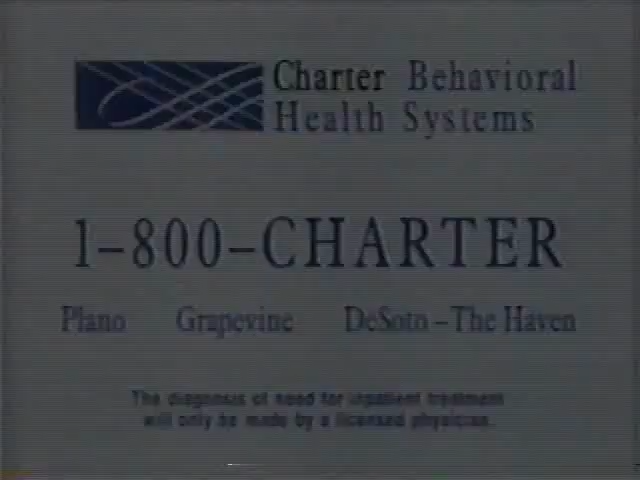 Charter Behavioral
Health Systems
1-800-CHARTER
Plano Grapevine DeSoto-The Haven
The diagnosis of need for inpatient treatment
will only be made by a licensed physician.